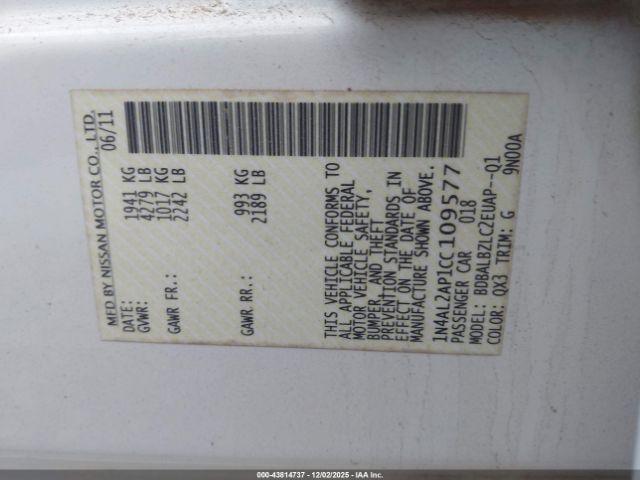 MFD BY NISSAN MOTOR CO., LTD.
DATE: 06/11
GVWR: 1941 KG
4279 LB
GAWR FR.: 1017 KG
2242 LB
GAWR RR.: 993 KG
2189 LB
THIS VEHICLE CONFORMS TO
ALL APPLICABLE FEDERAL
MOTOR VEHICLE SAFETY,
BUMPER, AND THEFT
PREVENTION STANDARDS IN
EFFECT ON THE DATE OF
MANUFACTURE SHOWN ABOVE.
1N4AL2AP1CC109577
PASSENGER CAR 018
MODEL: BDBALBZLC2EUAP--Q1
COLOR: QX3 TRIM: G 9N00A
000-43814737 - 12/02/2025 - IAA Inc.